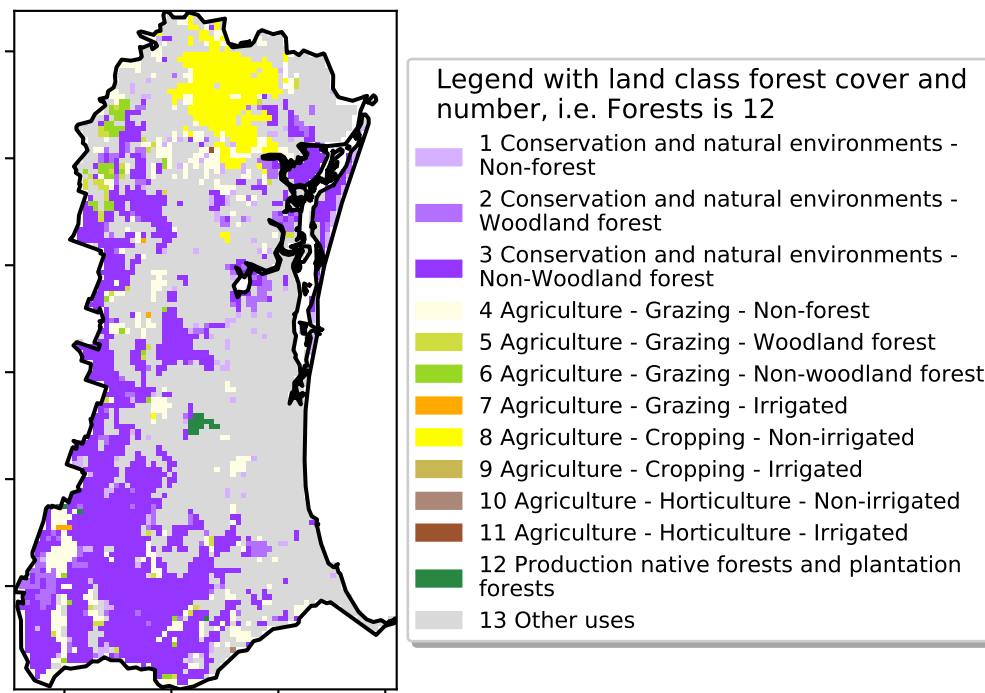 Legend with land class forest cover and
number, i.e. Forests is 12
1 Conservation and natural environments -
Non-forest
2 Conservation and natural environments -
Woodland forest
3 Conservation and natural environments -
Non-Woodland forest
4 Agriculture - Grazing - Non-forest
5 Agriculture - Grazing - Woodland forest
6 Agriculture - Grazing - Non-woodland forest
7 Agriculture - Grazing - Irrigated
8 Agriculture - Cropping - Non-irrigated
9 Agriculture - Cropping - Irrigated
10 Agriculture - Horticulture - Non-irrigated
11 Agriculture - Horticulture - Irrigated
12 Production native forests and plantation
forests
13 Other uses